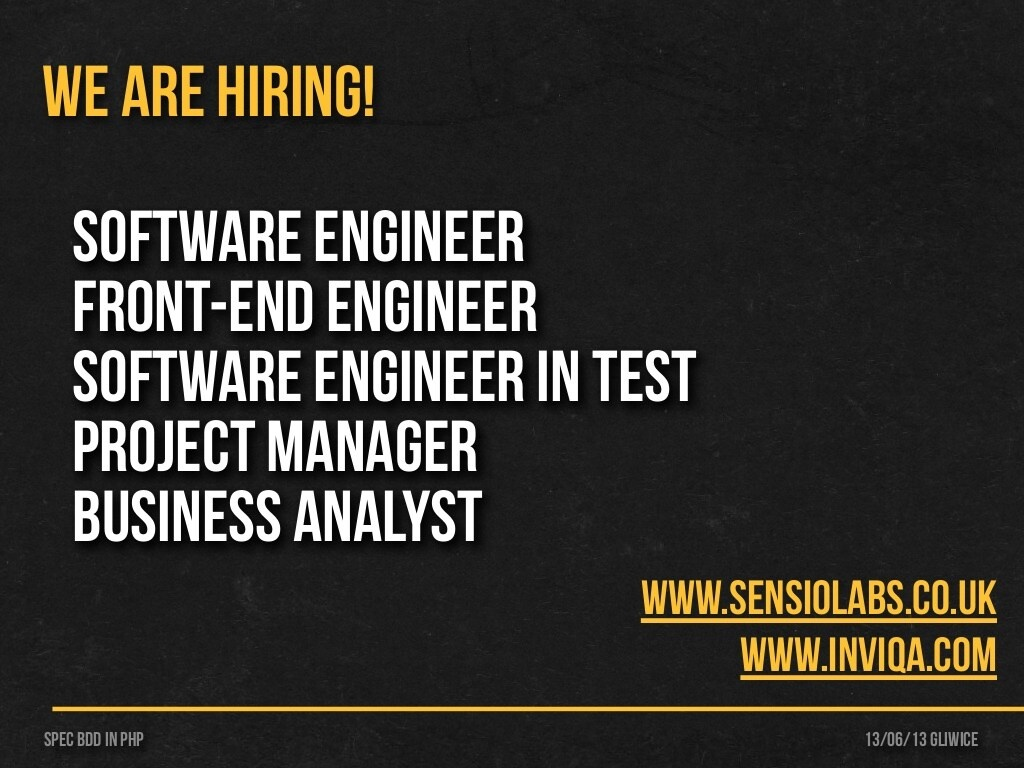 WE ARE HIRING!
SOFTWARE ENGINEER
FRONT-END ENGINEER
SOFTWARE ENGINEER IN TEST
PROJECT MANAGER
BUSINESS ANALYST
WWW.SENSIOLABS.CO.UK
WWW.INVIQA.COM
SPEC BDD IN PHP
13/06/13 GLIWICE